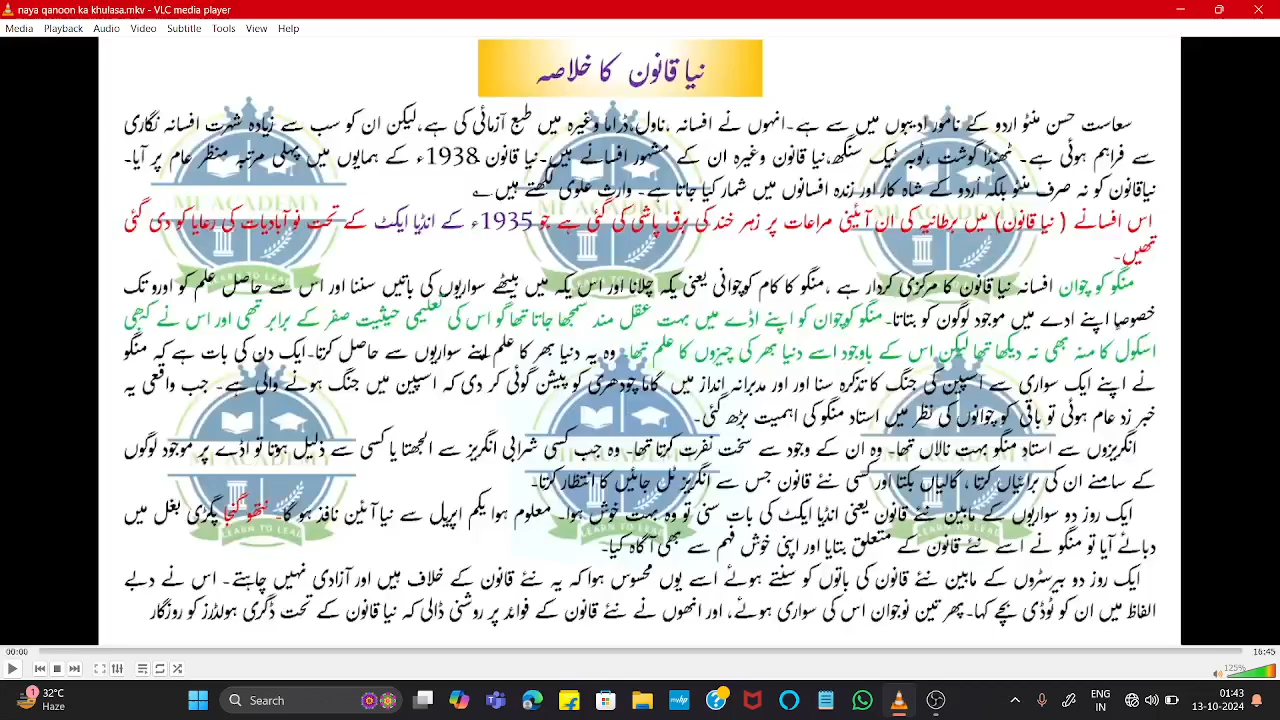 naya qanoon ka khulasa.mkv - VLC media player
Media Playback Audio Video Subtitle Tools View Help
نیا قانون کا خلاصہ
سعاست حسن منٹو اردو کے نامور ادیبوں میں سے ہے۔انہوں نے افسانہ ،ناول،ڈراما وغیرہ میں طبع آزمائی کی ہے،لیکن ان کو سب سے زیادہ شہرت افسانہ نگاری
سے فراہم ہوئی ہے۔ ٹھنڈا گوشت ،ٹوبہ ٹیک سنگھ،نیا قانون وغیرہ ان کے مشہور افسانے ہیں۔نیا قانون 1938ء کے ہمایوں میں پہلی مرتبہ منظر عام پر آیا۔
نیا قانون کو نہ صرف منٹو بلکہ اُردو کے شاہ کار اور زندہ افسانوں میں شمار کیا جاتا ہے۔ وارث علوی لکھتے ہیں۔
اس افسانے ( نیا قانون) میں برطانیہ کی ان آئینی مراعات پر زہر خند کی برق پاشی کی گئی ہے جو 1935ء کے انڈیا ایکٹ کے تحت نو آبادیات کی رعایا کو دی گئی
تھیں۔
منگو کو چوان افسانہ نیا قانون کا مرکزی کردار ہے ،منگو کا کام کوچوانی یعنی یکہ چلانا اور اس یکہ میں بیٹھے سواریوں کی باتیں سننا اور اس سے حاصل علم کو اورو تک
خصوصا اپنے ادے میں موجود لوگون کو بتاتا۔ منگو کوچوان کو اپنے اڈے میں بہت عقل مند سمجھا جاتا تھا گو اس کی تعلیمی حیثیت صفر کے برابر تھی اور اس نے کبھی
اسکول کا منہ بھی نہ دیکھا تھا لیکن اس کے باوجود اسے دنیا بھر کی چیزوں کا علم تھا۔ وہ یہ دنیا بھر کا علم اپنے سواریوں سے حاصل کرتا۔ایک دن کی بات ہے کہ منگو
نے اپنے ایک سواری سے اسپین کی جنگ کا تذکرہ سنا اور اور مدبرانہ انداز میں گاما چودھری کو پیشن گوئی کر دی کہ اسپین میں جنگ ہونے والی ہے۔ جب واقعی یہ
خبر زد عام ہوئی تو باقی کو چوانوں کی نظر میں استاد منگو کی اہمیت بڑھ گئی۔
انگریزوں سے استاد منگو بہت نالاں تھا۔ وہ ان کے وجود سے سخت نفرت کرتا تھا۔ وہ جب کسی شرابی انگریز سے الجھتا یا کسی سے ذلیل ہوتا تو اڈے پر موجود لوگوں
کے سامنے ان کی برائیاں کرتا ، گالیاں بکتا اور کسی نئے قانون جس سے انگریز ٹل جائیں کا انتظار کرتا۔
ایک روز دو سواریوں کے مابین نئے قانون یعنی انڈیا ایکٹ کی بات سنی تو وہ بہت خوش ہوا۔ معلوم ہوا یکم اپریل سے نیا آئین نافذ ہو گا۔ نتھو گنجا پگڑی بغل میں
دبائے آیا تو منگو نے اسے نئے قانون کے متعلق بتایا اور اپنی خوش فہم سے بھی آگاہ کیا۔
ایک روز دو بیرسٹروں کے مابین نئے قانون کی باتوں کو سنتے ہوئے اسے یوں محسوس ہوا کہ یہ نئے قانون کے خلاف ہیں اور آزادی نہیں چاہتے۔ اس نے دبے
الفاظ میں ان کو ٹوڈی بچے کہا۔پھر تین نوجوان اس کی سواری ہوئے، اور انھوں نے نئے قانون کے فوائد پر روشنی ڈالی کہ نیا قانون کے تحت ڈگری ہولڈرز کو روزگار
MI ACADEMY
LEARN TO LEAD
00:00 16:45
125%
32°C
Haze
1
Search
ENG
IN
01:43
13-10-2024